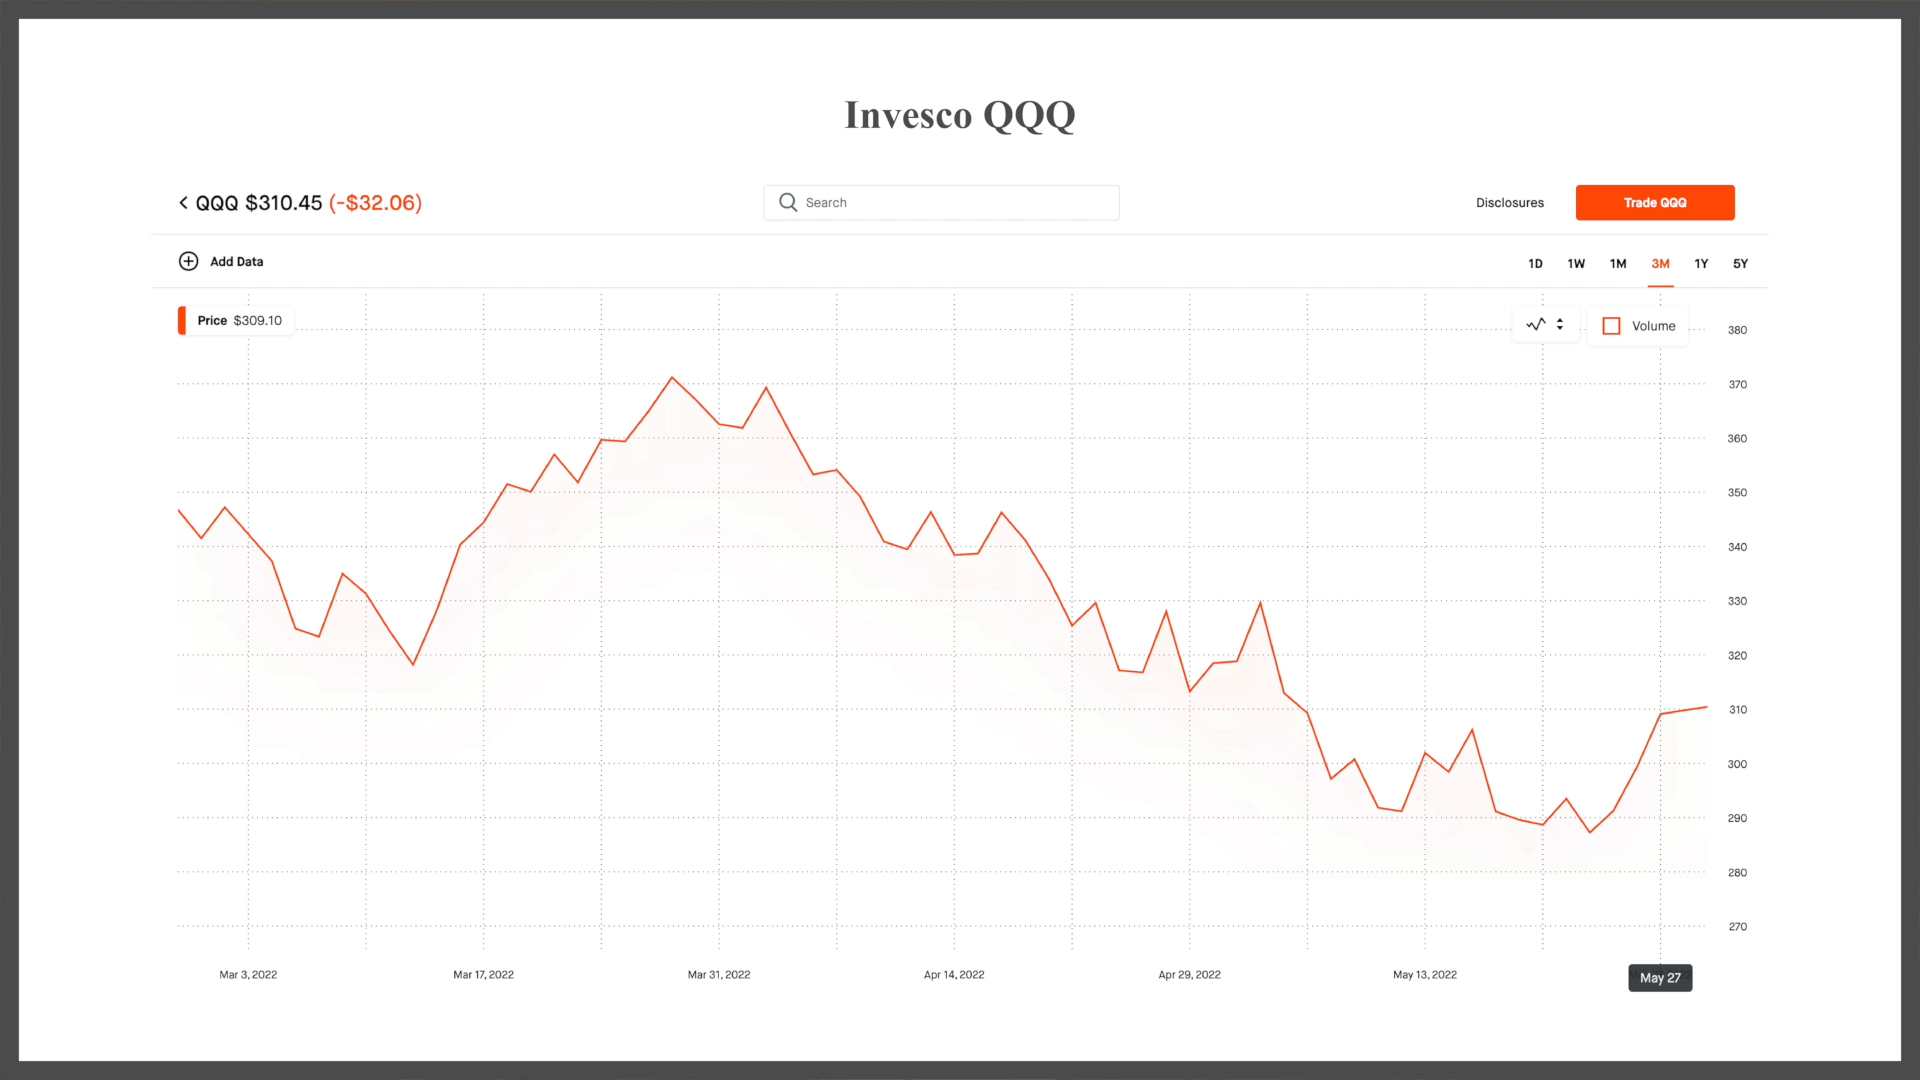 Invesco QQQ
QQQ $310.45 (-$32.06)
Search
Disclosures
Trade QQQ
Add Data
1D 1W 1M 3M 1Y 5Y
Price $309.10
Volume
380
370
360
350
340
330
320
310
300
290
280
270
Mar 3, 2022 Mar 17, 2022 Mar 31, 2022 Apr 14, 2022 Apr 29, 2022 May 13, 2022 May 27